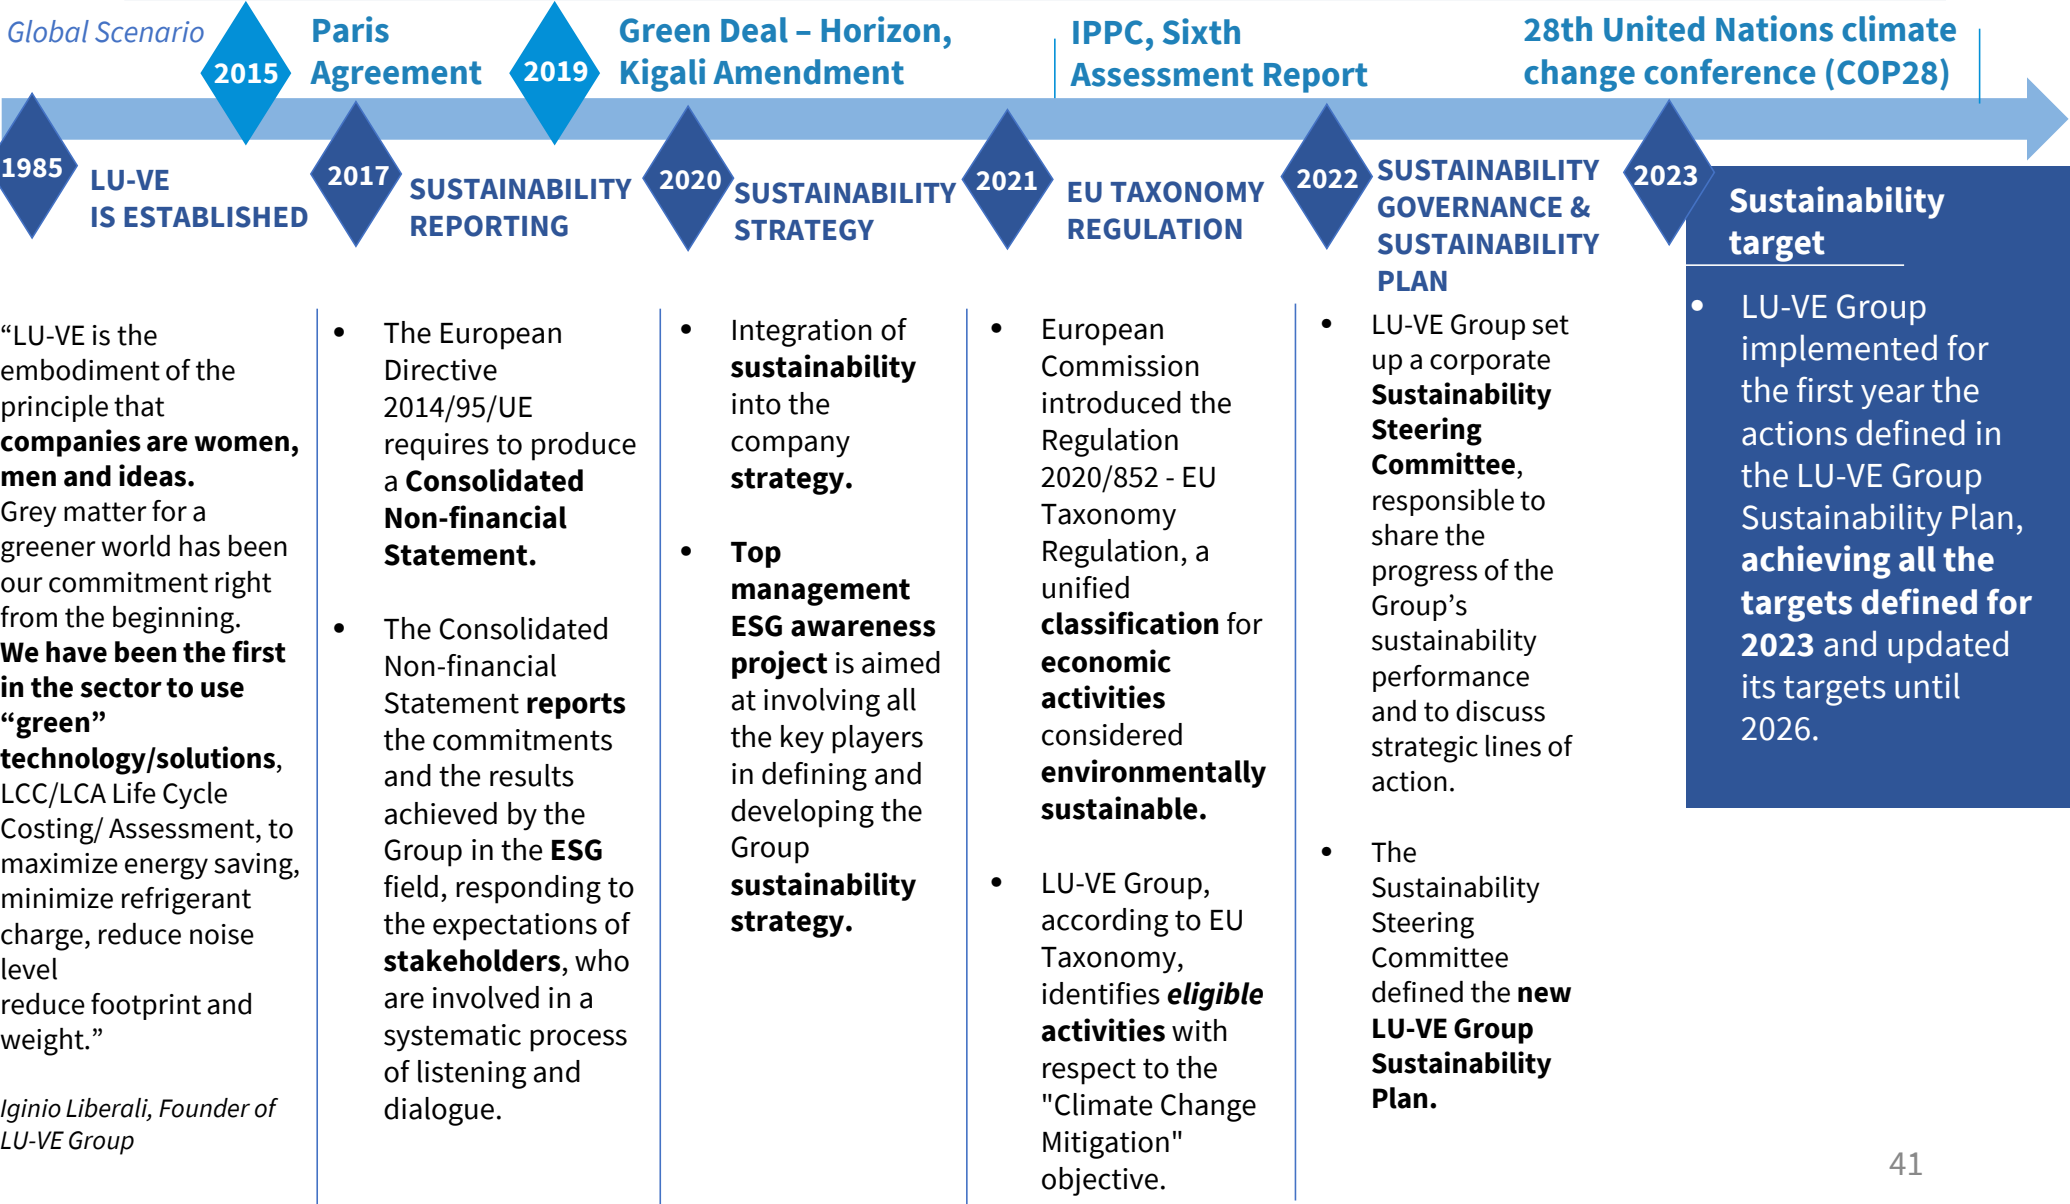 Global Scenario
2015
Paris
Agreement
2019
Green Deal – Horizon,
Kigali Amendment
IPPC, Sixth
Assessment Report
28th United Nations climate
change conference (COP28)
1985
LU-VE
IS ESTABLISHED
“LU-VE is the
embodiment of the
principle that
companies are women,
men and ideas.
Grey matter for a
greener world has been
our commitment right
from the beginning.
We have been the first
in the sector to use
“green”
technology/solutions,
LCC/LCA Life Cycle
Costing/ Assessment, to
maximize energy saving,
minimize refrigerant
charge, reduce noise
level
reduce footprint and
weight.”
Iginio Liberali, Founder of
LU-VE Group
2017
SUSTAINABILITY
REPORTING
• The European
Directive
2014/95/UE
requires to produce
a Consolidated
Non-financial
Statement.
• The Consolidated
Non-financial
Statement reports
the commitments
and the results
achieved by the
Group in the ESG
field, responding to
the expectations of
stakeholders, who
are involved in a
systematic process
of listening and
dialogue.
2020
SUSTAINABILITY
STRATEGY
• Integration of
sustainability
into the
company
strategy.
• Top
management
ESG awareness
project is aimed
at involving all
the key players
in defining and
developing the
Group
sustainability
strategy.
2021
EU TAXONOMY
REGULATION
• European
Commission
introduced the
Regulation
2020/852 - EU
Taxonomy
Regulation, a
unified
classification for
economic
activities
considered
environmentally
sustainable.
• LU-VE Group,
according to EU
Taxonomy,
identifies eligible
activities with
respect to the
"Climate Change
Mitigation"
objective.
2022
SUSTAINABILITY
GOVERNANCE &
SUSTAINABILITY
PLAN
• LU-VE Group set
up a corporate
Sustainability
Steering
Committee,
responsible to
share the
progress of the
Group’s
sustainability
performance
and to discuss
strategic lines of
action.
• The
Sustainability
Steering
Committee
defined the new
LU-VE Group
Sustainability
Plan.
2023
Sustainability
target
• LU-VE Group
implemented for
the first year the
actions defined in
the LU-VE Group
Sustainability Plan,
achieving all the
targets defined for
2023 and updated
its targets until
2026.
41